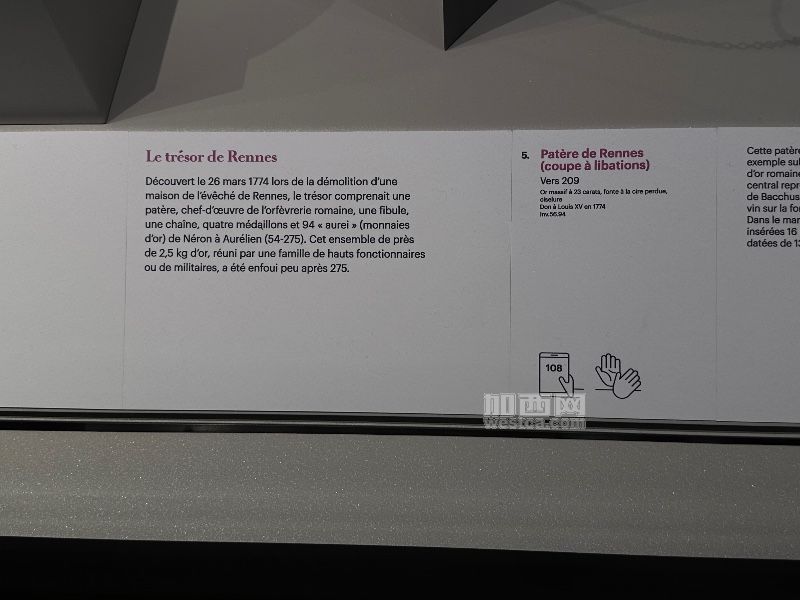 Le trésor de Rennes
Découvert le 26 mars 1774 lors de la démolition d'une
maison de l'évêché de Rennes, le trésor comprenait une
patère, chef-d'œuvre de l'orfèvrerie romaine, une fibule,
une chaîne, quatre médaillons et 94 « aurei » (monnaies
d'or) de Néron à Aurélien (54-275). Cet ensemble de près
de 2,5 kg d'or, réuni par une famille de hauts fonctionnaires
ou de militaires, a été enfoui peu après 275.
5. Patère de Rennes
(coupe à libations)
Vers 209
Or massif à 23 carats, fonte à la cire perdue,
ciselure
Don à Louis XV en 1774
Inv.56.94
108
Cette patère
exemple sub
d'or romaine
central repr
de Bacchus
vin sur la for
Dans le mar
insérées 16
datées de 13
加西网
westca.com